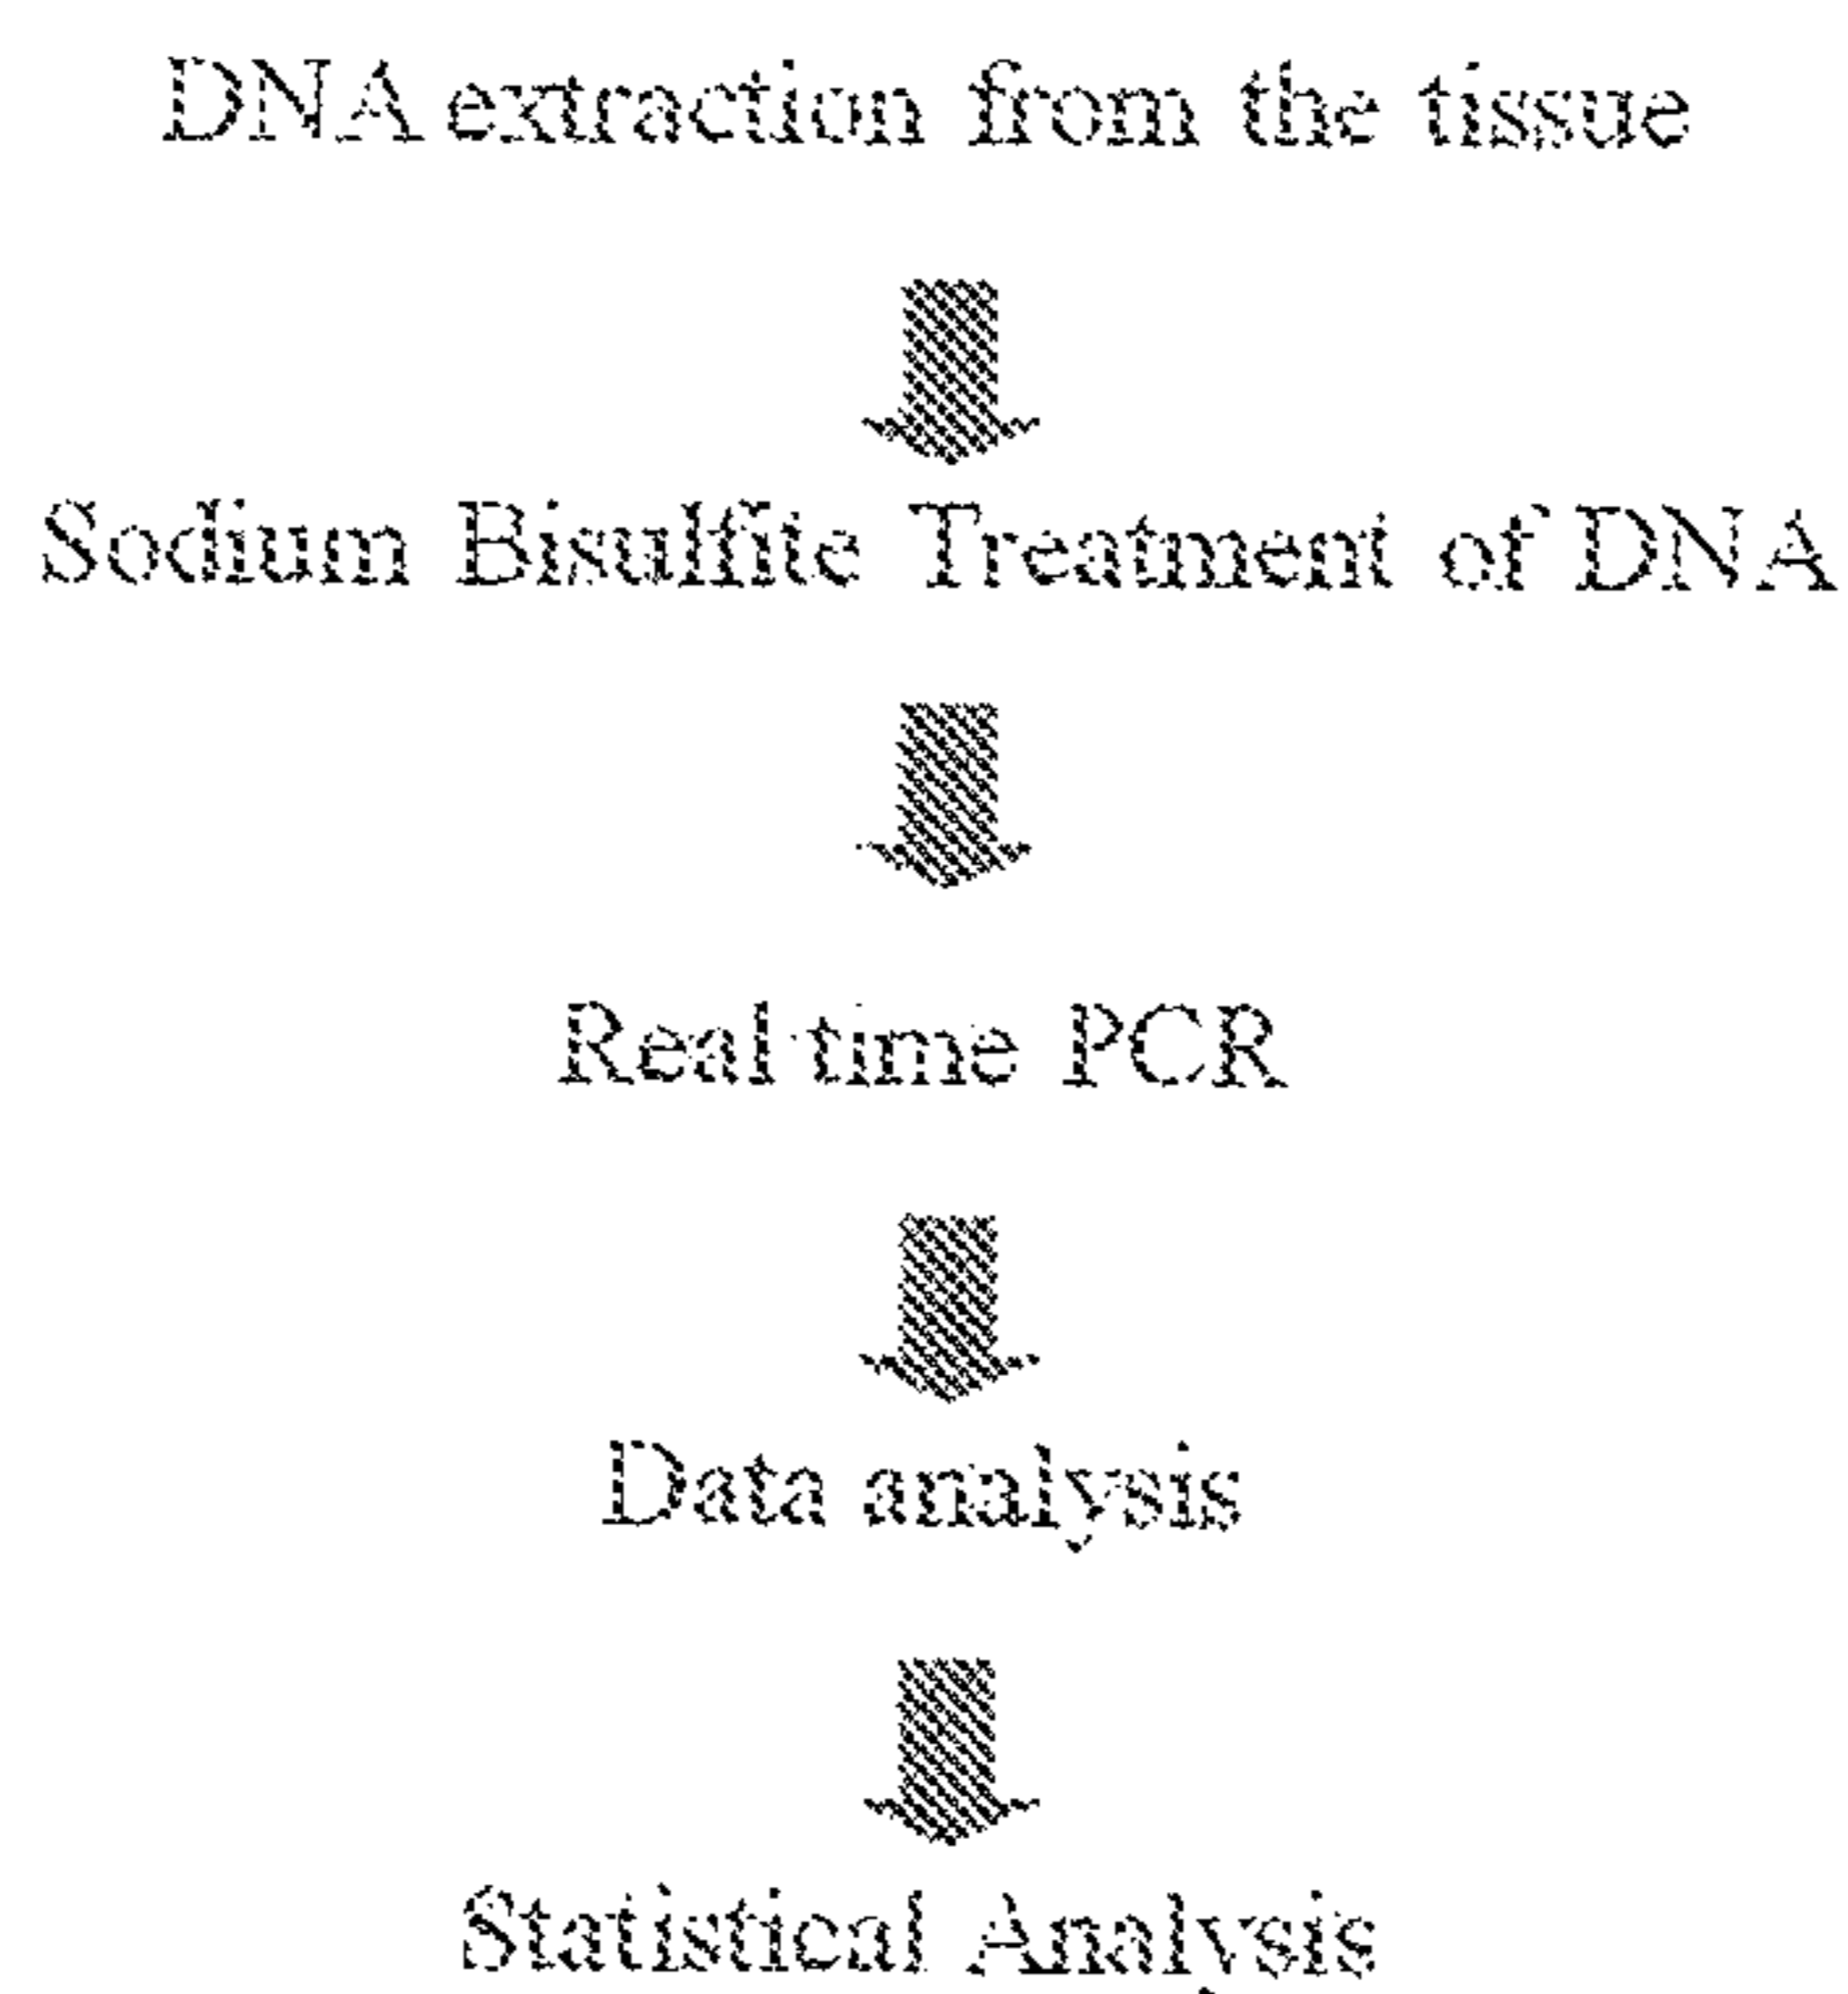 DNA extraction from the tissue
Sodium Bisulfite Treatment of DNA
Real time PCR
Data analysis
Statistical Analysis